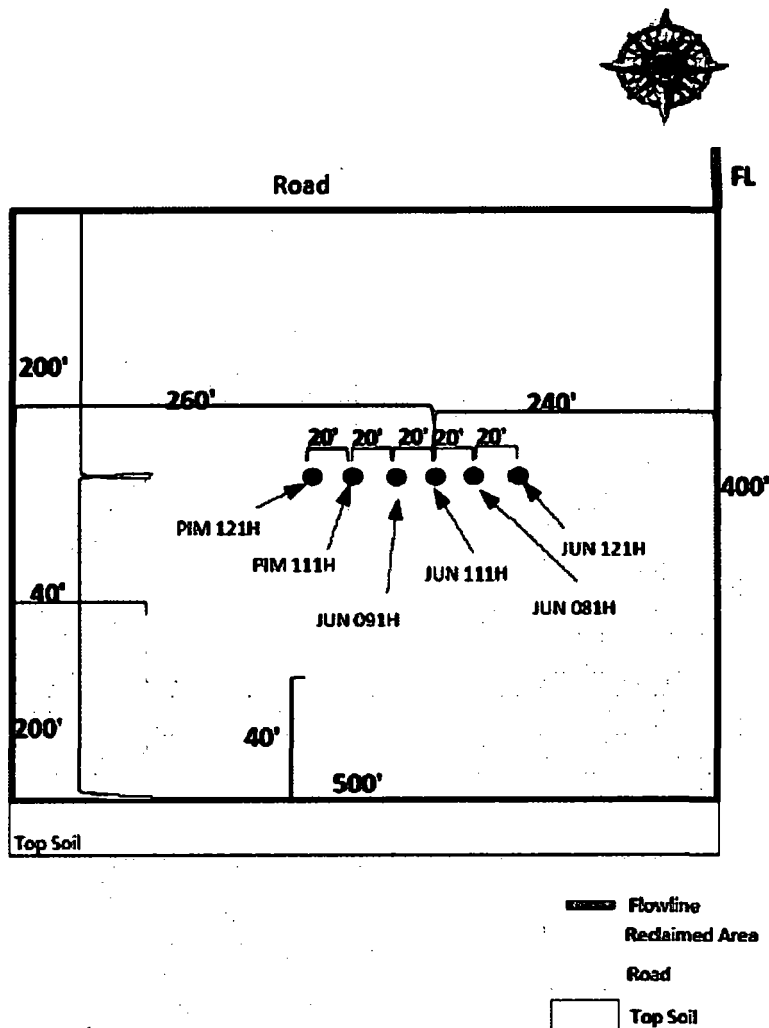 Road
FL
200'
260'
240'
20' 20' 20' 20' 20'
400'
PIM 121H
PIM 111H
JUN 091H
JUN 111H
JUN 081H
JUN 121H
40'
200'
40'
500'
Top Soil
Flowline
Reclaimed Area
Road
Top Soil